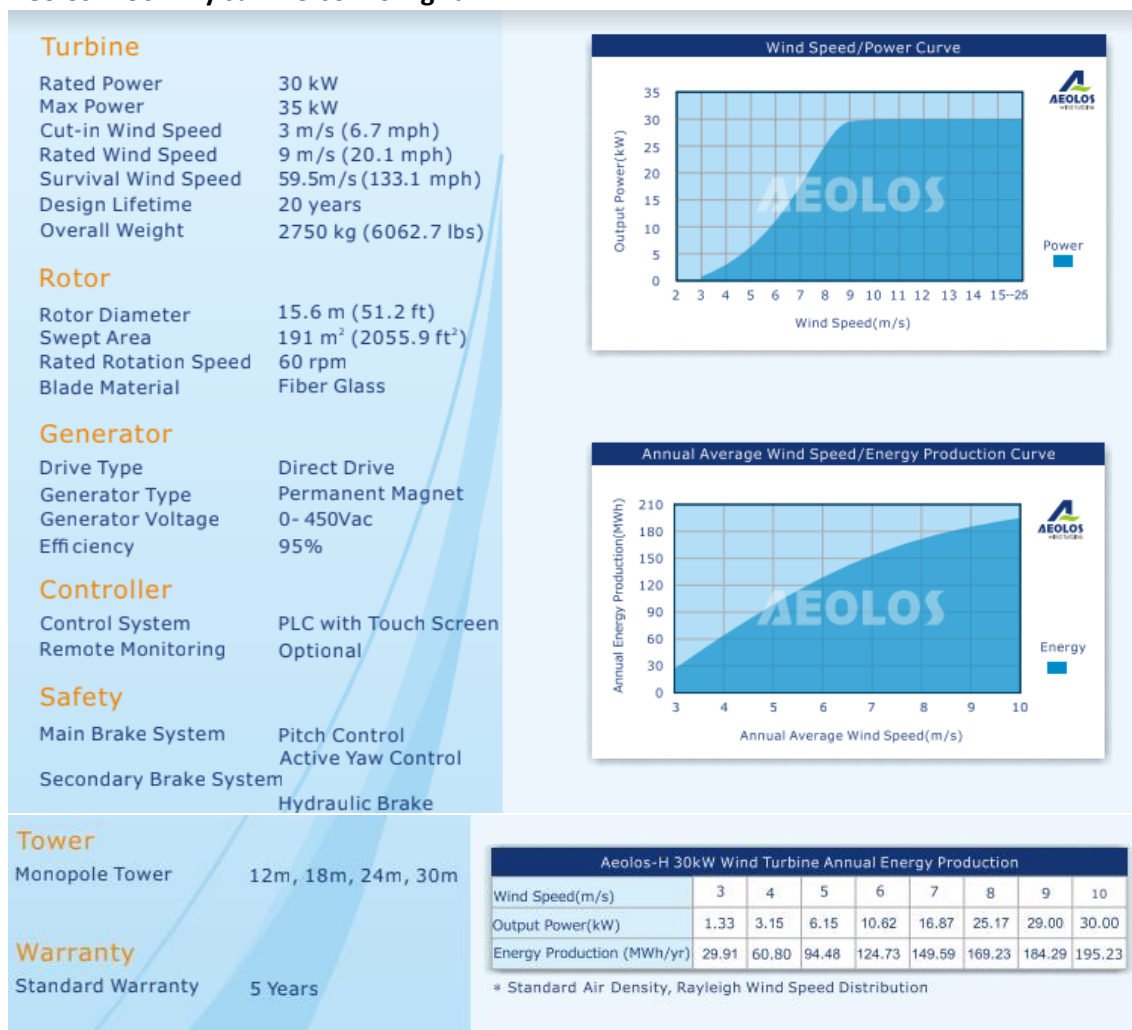 Turbine
Rated Power 30 kW
Max Power 35 kW
Cut-in Wind Speed 3 m/s (6.7 mph)
Rated Wind Speed 9 m/s (20.1 mph)
Survival Wind Speed 59.5m/s (133.1 mph)
Design Lifetime 20 years
Overall Weight 2750 kg (6062.7 lbs)
Rotor
Rotor Diameter 15.6 m (51.2 ft)
Swept Area 191 m² (2055.9 ft²)
Rated Rotation Speed 60 rpm
Blade Material Fiber Glass
Generator
Drive Type Direct Drive
Generator Type Permanent Magnet
Generator Voltage 0- 450Vac
Efficiency 95%
Controller
Control System PLC with Touch Screen
Remote Monitoring Optional
Safety
Main Brake System Pitch Control
Active Yaw Control
Secondary Brake System
Hydraulic Brake
Wind Speed/Power Curve
AEOLOS
wind turbine
Output Power(kW)
35
30
25
20
15
10
5
0
AEOLOS
Power
2 3 4 5 6 7 8 9 10 11 12 13 14 15--25
Wind Speed(m/s)
Annual Average Wind Speed/Energy Production Curve
AEOLOS
wind turbine
Annual Energy Production(MWh)
210
180
150
120
90
60
30
0
AEOLOS
Energy
3 4 5 6 7 8 9 10
Annual Average Wind Speed(m/s)
Tower
Monopole Tower 12m, 18m, 24m, 30m
Warranty
Standard Warranty 5 Years
Aeolos-H 30kW Wind Turbine Annual Energy Production
Wind Speed(m/s) 3 4 5 6 7 8 9 10
Output Power(kW) 1.33 3.15 6.15 10.62 16.87 25.17 29.00 30.00
Energy Production (MWh/yr) 29.91 60.80 94.48 124.73 149.59 169.23 184.29 195.23
* Standard Air Density, Rayleigh Wind Speed Distribution